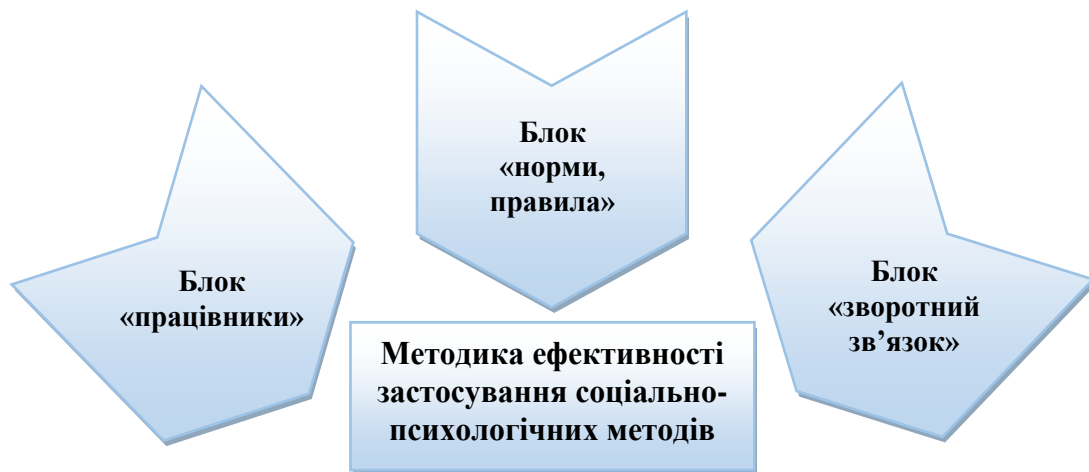 Блок
«норми,
правила»
Блок
«працівники»
Блок
«зворотний
зв’язок»
Методика ефективності
застосування соціально-
психологічних методів